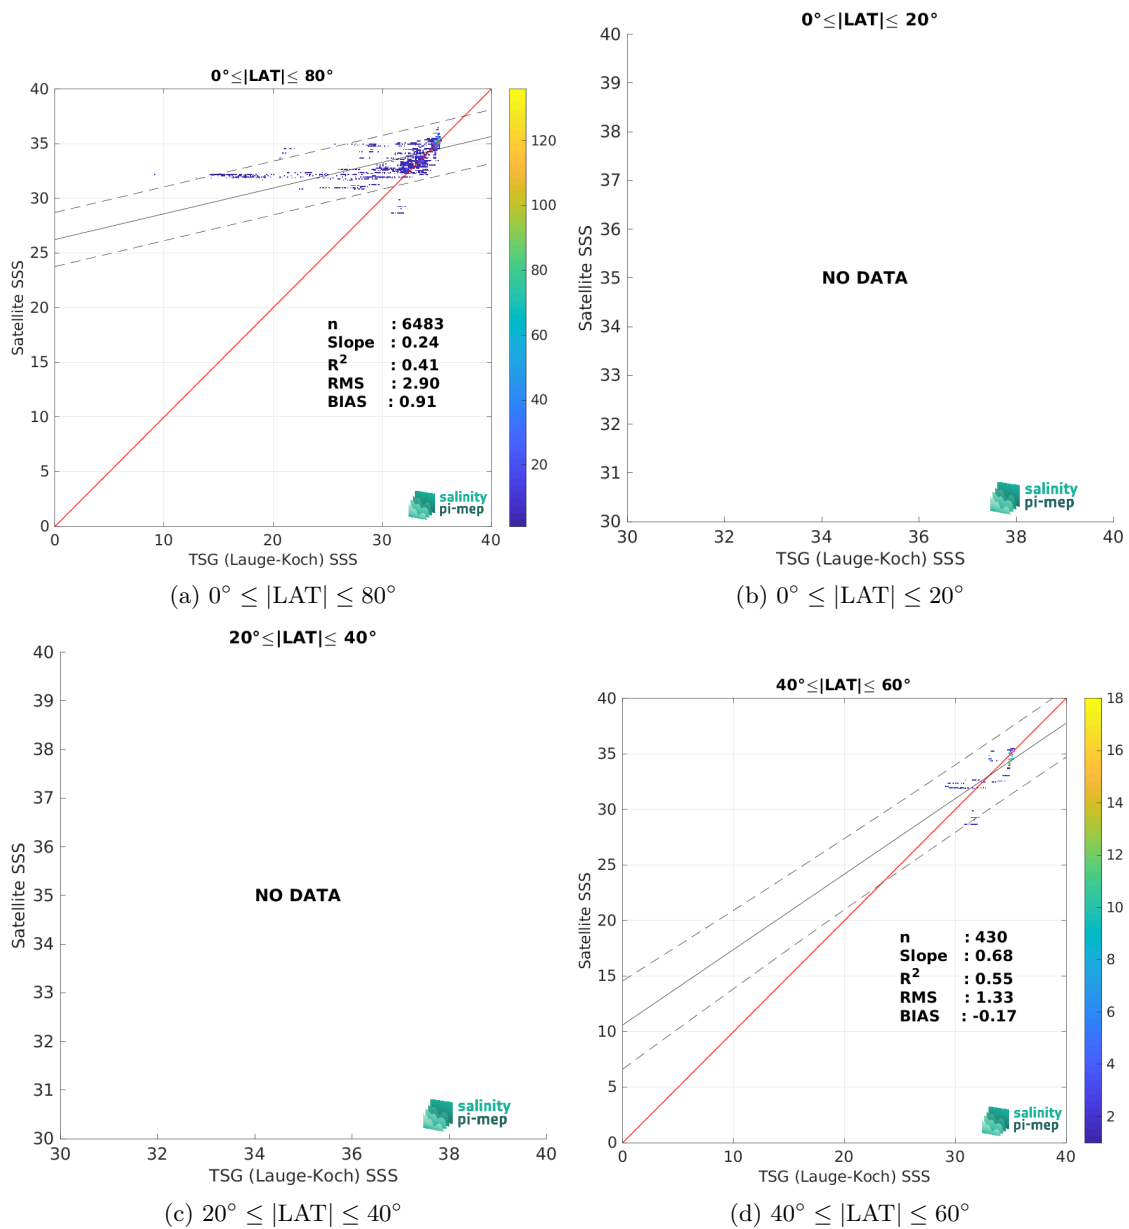 0°≤|LAT|≤ 80°
40
35
30
25
20
15
10
5
0
Satellite SSS
0
10
20
30
40
TSG (Lauge-Koch) SSS
120
100
80
60
40
20
n : 6483
Slope : 0.24
R² : 0.41
RMS : 2.90
BIAS : 0.91
salinity
pi-mep
(a) 0° ≤ |LAT| ≤ 80°
0°≤|LAT|≤ 20°
40
39
38
37
36
35
34
33
32
31
30
Satellite SSS
NO DATA
salinity
pi-mep
30
32
34
36
38
40
TSG (Lauge-Koch) SSS
(b) 0° ≤ |LAT| ≤ 20°
20°≤|LAT|≤ 40°
40
39
38
37
36
35
34
33
32
31
30
Satellite SSS
NO DATA
salinity
pi-mep
30
32
34
36
38
40
TSG (Lauge-Koch) SSS
(c) 20° ≤ |LAT| ≤ 40°
40°≤|LAT|≤ 60°
40
35
30
25
20
15
10
5
0
Satellite SSS
n : 430
Slope : 0.68
R² : 0.55
RMS : 1.33
BIAS : -0.17
salinity
pi-mep
0
10
20
30
40
TSG (Lauge-Koch) SSS
18
16
14
12
10
8
6
4
2
(d) 40° ≤ |LAT| ≤ 60°